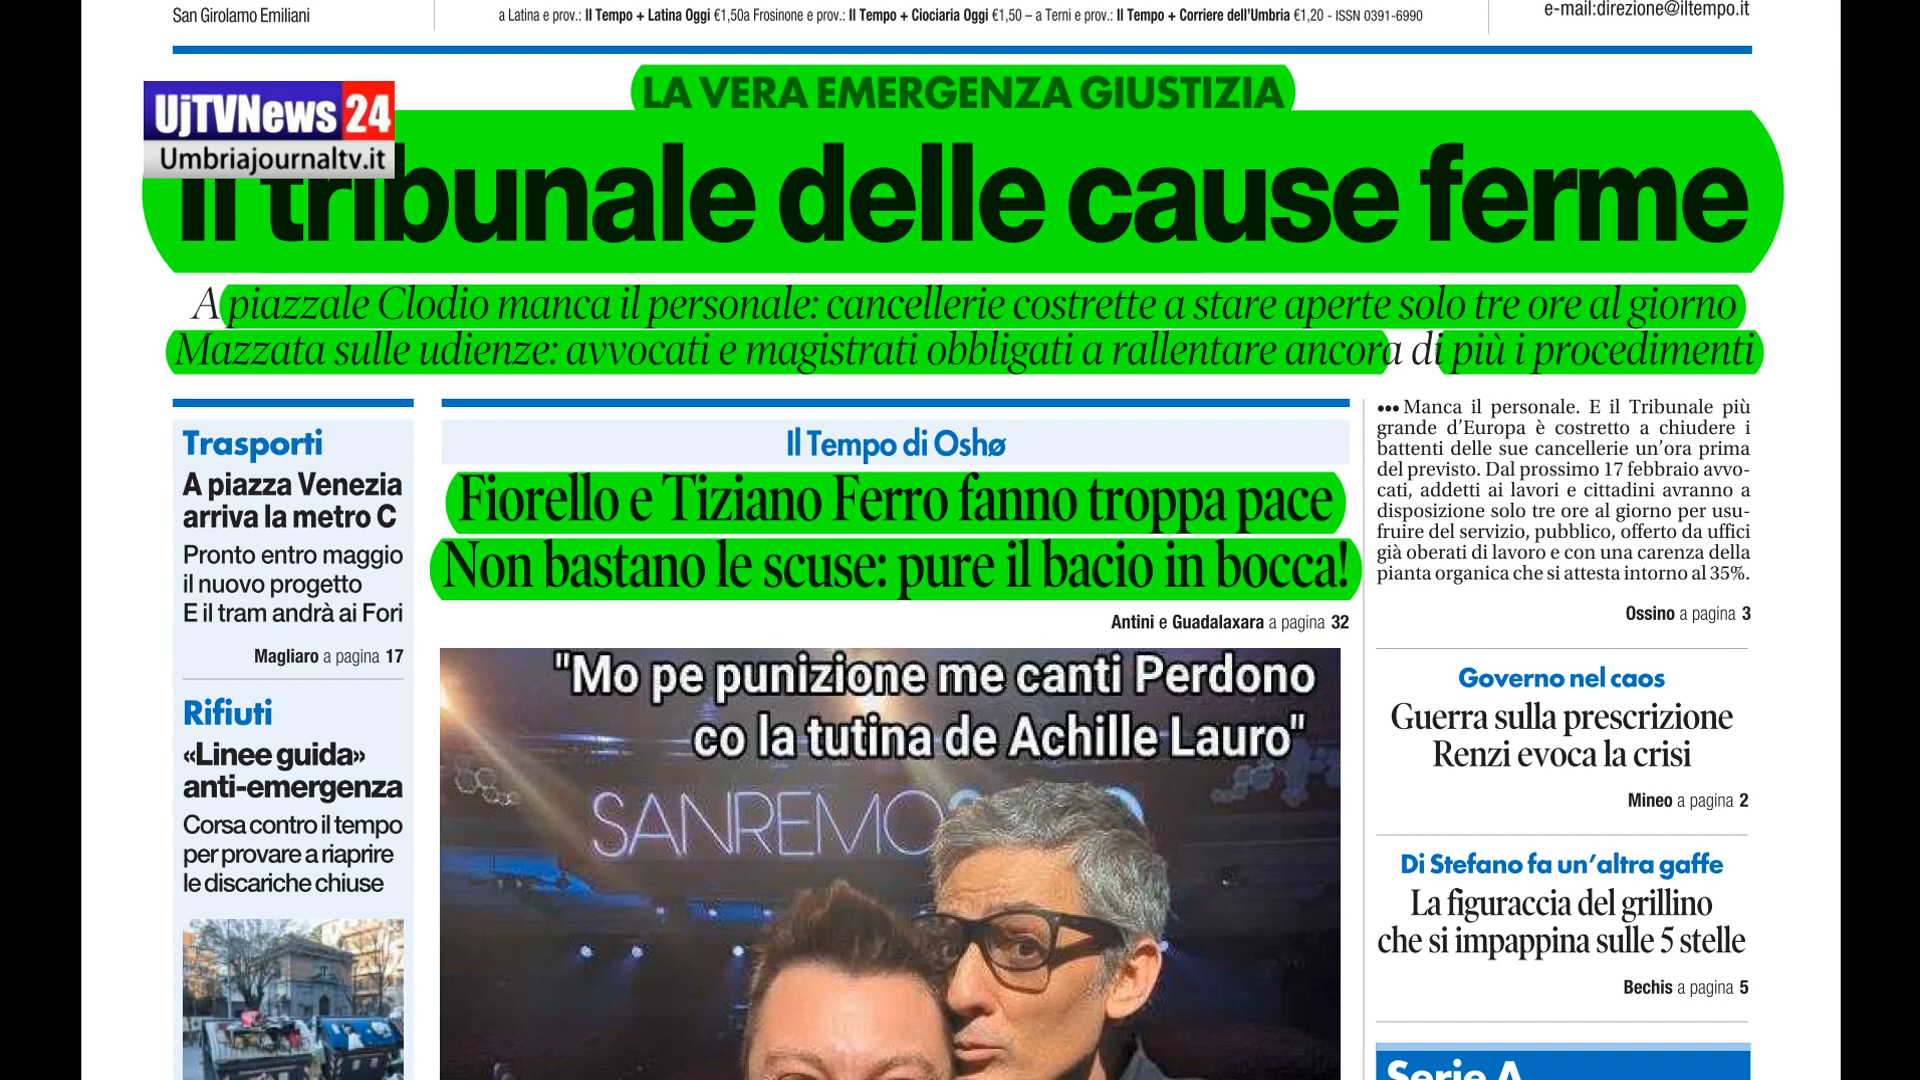 San Girolamo Emiliani
a Latina e prov.: Il Tempo + Latina Oggi €1,50a Frosinone e prov.: Il Tempo + Ciociaria Oggi €1,50 – a Terni e prov.: Il Tempo + Corriere dell'Umbria €1,20 - ISSN 0391-6990
e-mail:direzione@iltempo.it
UjTVNews 24
Umbriajournaltv.it
LA VERA EMERGENZA GIUSTIZIA
Il tribunale delle cause ferme
A piazzale Clodio manca il personale: cancellerie costrette a stare aperte solo tre ore al giorno
Mazzata sulle udienze: avvocati e magistrati obbligati a rallentare ancora di più i procedimenti
Trasporti
A piazza Venezia
arriva la metro C
Pronto entro maggio
il nuovo progetto
E il tram andrà ai Fori
Magliaro a pagina 17
Rifiuti
«Linee guida»
anti-emergenza
Corsa contro il tempo
per provare a riaprire
le discariche chiuse
Il Tempo di Oshø
Fiorello e Tiziano Ferro fanno troppa pace
Non bastano le scuse: pure il bacio in bocca!
Antini e Guadalaxara a pagina 32
"Mo pe punizione me canti Perdono
co la tutina de Achille Lauro"
SANREMO
••• Manca il personale. E il Tribunale più
grande d'Europa è costretto a chiudere i
battenti delle sue cancellerie un'ora prima
del previsto. Dal prossimo 17 febbraio avvo-
cati, addetti ai lavori e cittadini avranno a
disposizione solo tre ore al giorno per usu-
fruire del servizio, pubblico, offerto da uffici
già oberati di lavoro e con una carenza della
pianta organica che si attesta intorno al 35%.
Ossino a pagina 3
Governo nel caos
Guerra sulla prescrizione
Renzi evoca la crisi
Mineo a pagina 2
Di Stefano fa un'altra gaffe
La figuraccia del grillino
che si impappina sulle 5 stelle
Bechis a pagina 5
Serie A